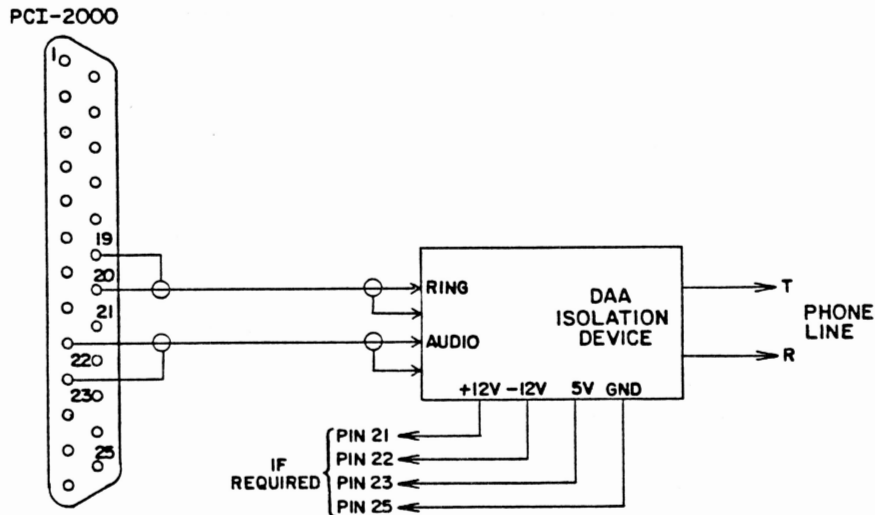 PCI-2000
1
19
20
21
22
23
25
RING
AUDIO
DAA
ISOLATION
DEVICE
+12V -12V 5V GND
T
R
PHONE
LINE
IF
REQUIRED
PIN 21
PIN 22
PIN 23
PIN 25